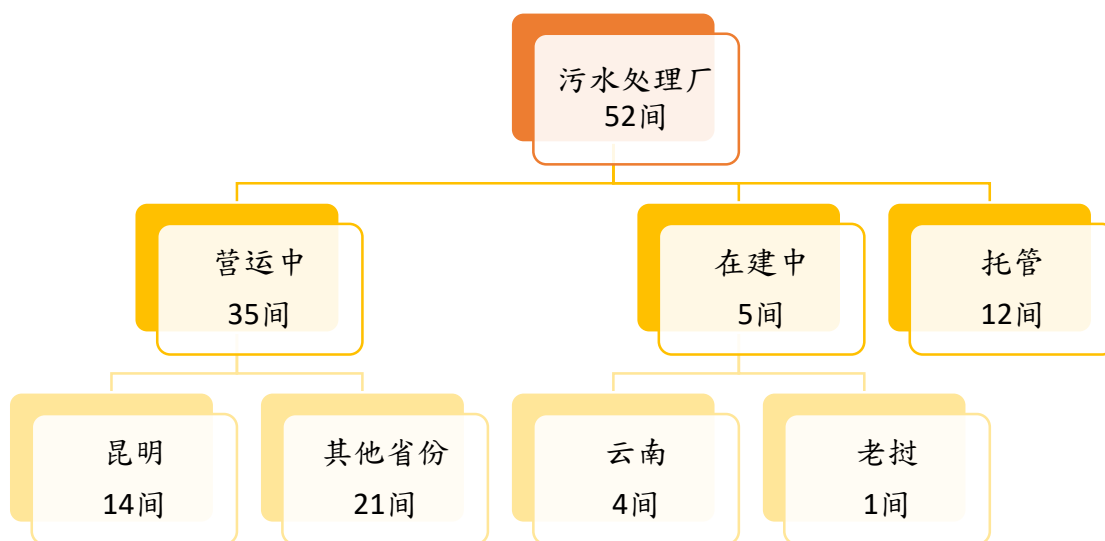 污水处理厂
52间
营运中
35间
在建中
5间
托管
12间
昆明
14间
其他省份
21间
云南
4间
老挝
1间